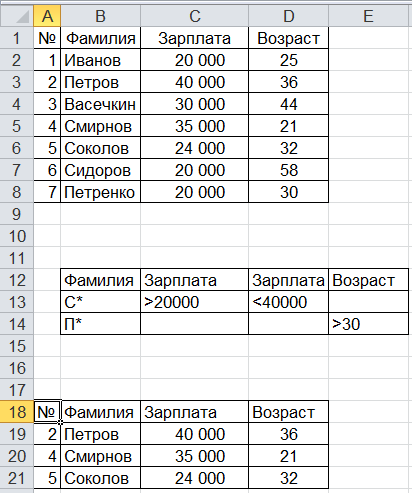 A B C D E
1 № Фамилия Зарплата Возраст
2 1 Иванов 20 000 25
3 2 Петров 40 000 36
4 3 Васечкин 30 000 44
5 4 Смирнов 35 000 21
6 5 Соколов 24 000 32
7 6 Сидоров 20 000 58
8 7 Петренко 20 000 30
9
10
11
12 Фамилия Зарплата Зарплата Возраст
13 С* >20000 <40000
14 П* >30
15
16
17
18 № Фамилия Зарплата Возраст
19 2 Петров 40 000 36
20 4 Смирнов 35 000 21
21 5 Соколов 24 000 32